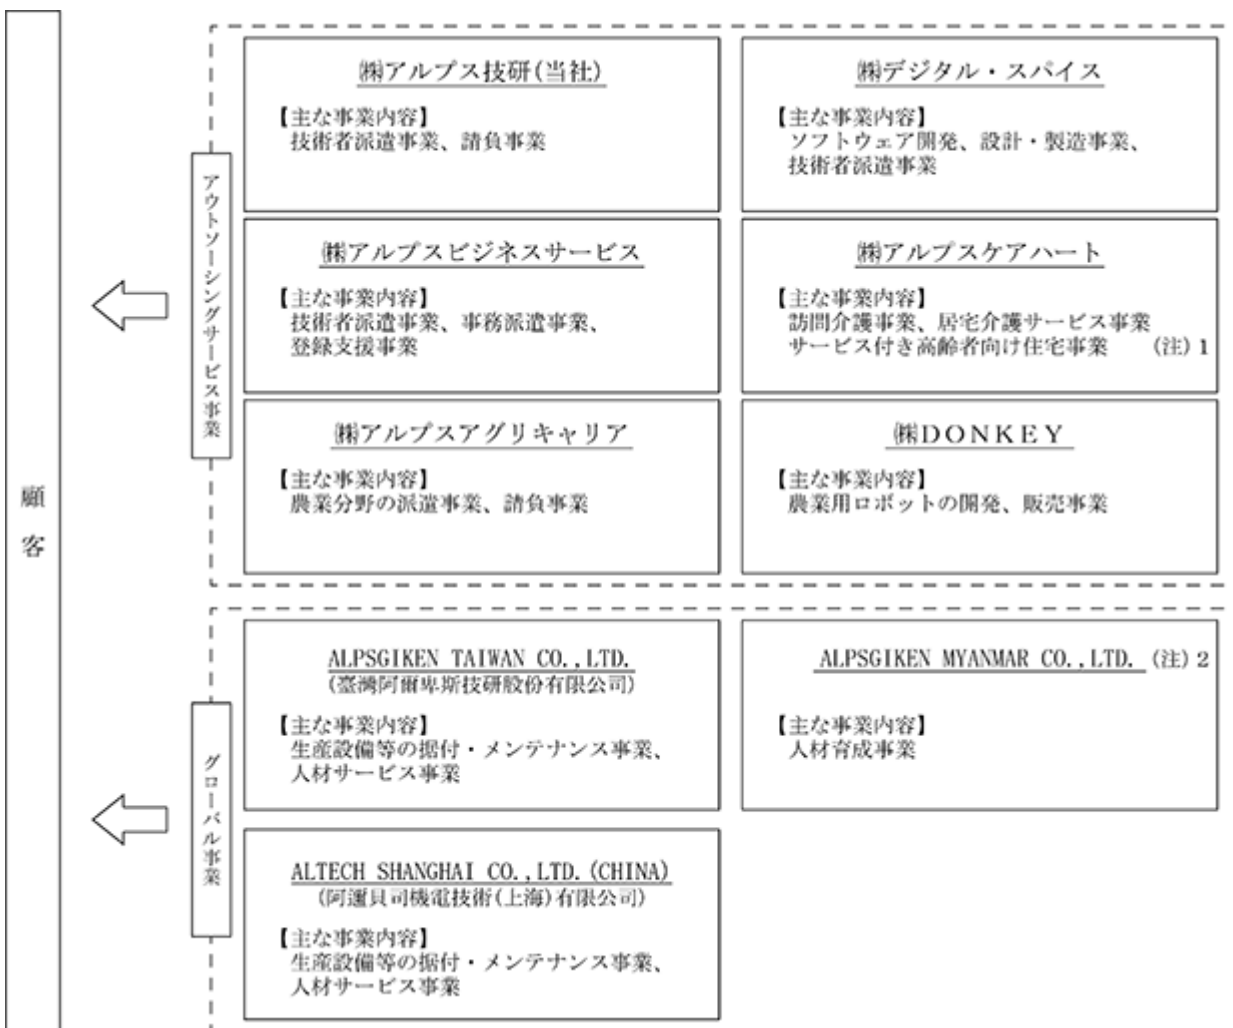 顧客
アウトソーシングサービス事業
㈱アルプス技研(当社)
【主な事業内容】
技術者派遣事業、請負事業
㈱デジタル・スパイス
【主な事業内容】
ソフトウェア開発、設計・製造事業、
技術者派遣事業
㈱アルプスビジネスサービス
【主な事業内容】
技術者派遣事業、事務派遣事業、
登録支援事業
㈱アルプスケアハート
【主な事業内容】
訪問介護事業、居宅介護サービス事業
サービス付き高齢者向け住宅事業 (注)1
㈱アルプスアグリキャリア
【主な事業内容】
農業分野の派遣事業、請負事業
㈱DONKEY
【主な事業内容】
農業用ロボットの開発、販売事業
グローバル事業
ALPSGIKEN TAIWAN CO.,LTD.
(臺灣阿爾卑斯技研股份有限公司)
【主な事業内容】
生産設備等の据付・メンテナンス事業、
人材サービス事業
ALPSGIKEN MYANMAR CO.,LTD. (注)2
【主な事業内容】
人材育成事業
ALTECH SHANGHAI CO.,LTD.(CHINA)
(阿邇貝司機電技術(上海)有限公司)
【主な事業内容】
生産設備等の据付・メンテナンス事業、
人材サービス事業